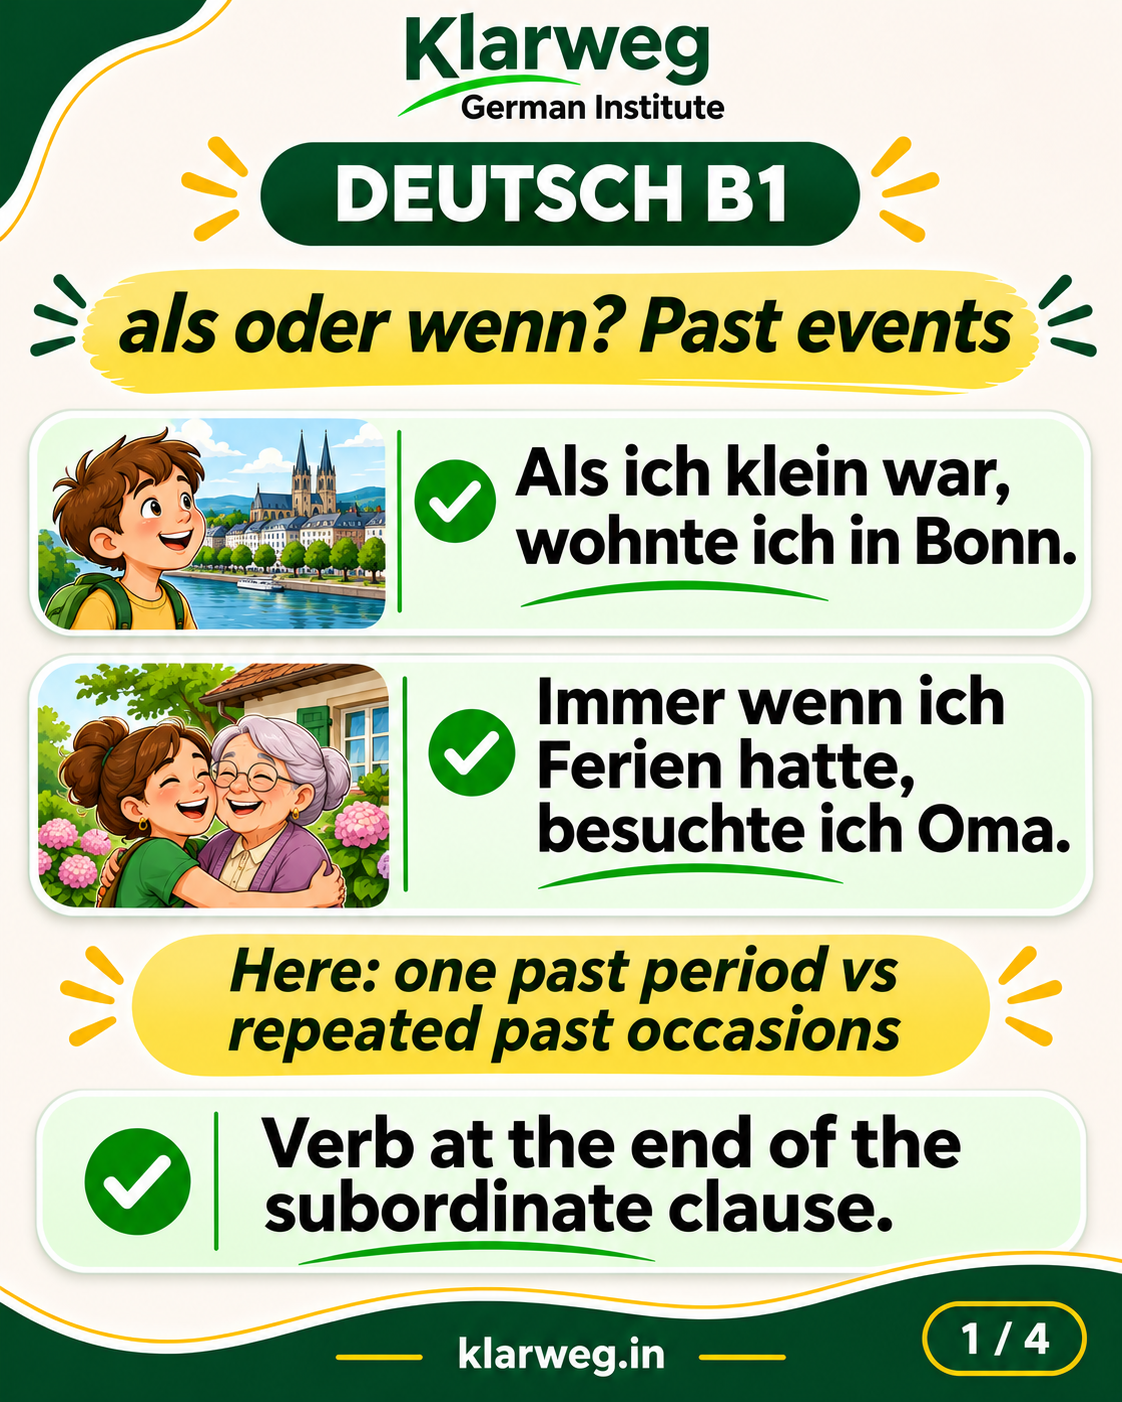 Klarweg
German Institute
DEUTSCH B1
als oder wenn? Past events
Als ich klein war,
wohnte ich in Bonn.
Immer wenn ich
Ferien hatte,
besuchte ich Oma.
Here: one past period vs
repeated past occasions
Verb at the end of the
subordinate clause.
klarweg.in
1 / 4